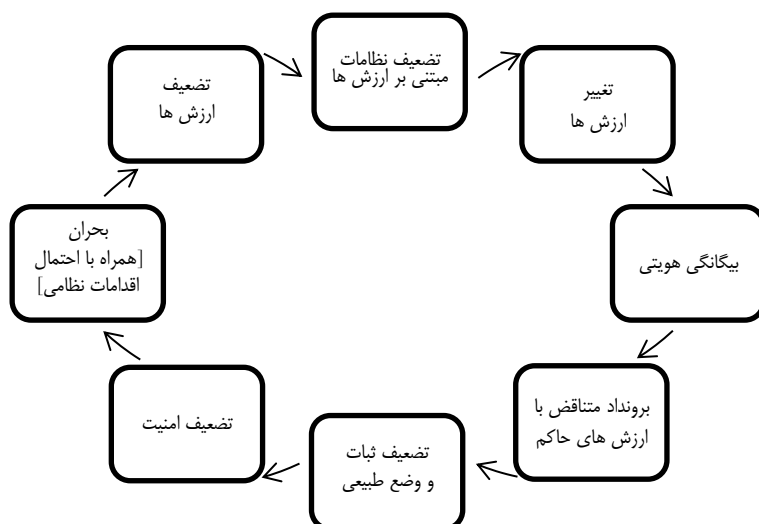 تضعیف نظامات
مبتنی بر ارزش ها
تغییر
ارزش ها
بیگانگی هویتی
برونداد متناقض با
ارزش های حاکم
تضعیف ثبات
و وضع طبیعی
تضعیف امنیت
بحران
[همراه با احتمال
اقدامات نظامی]
تضعیف
ارزش ها